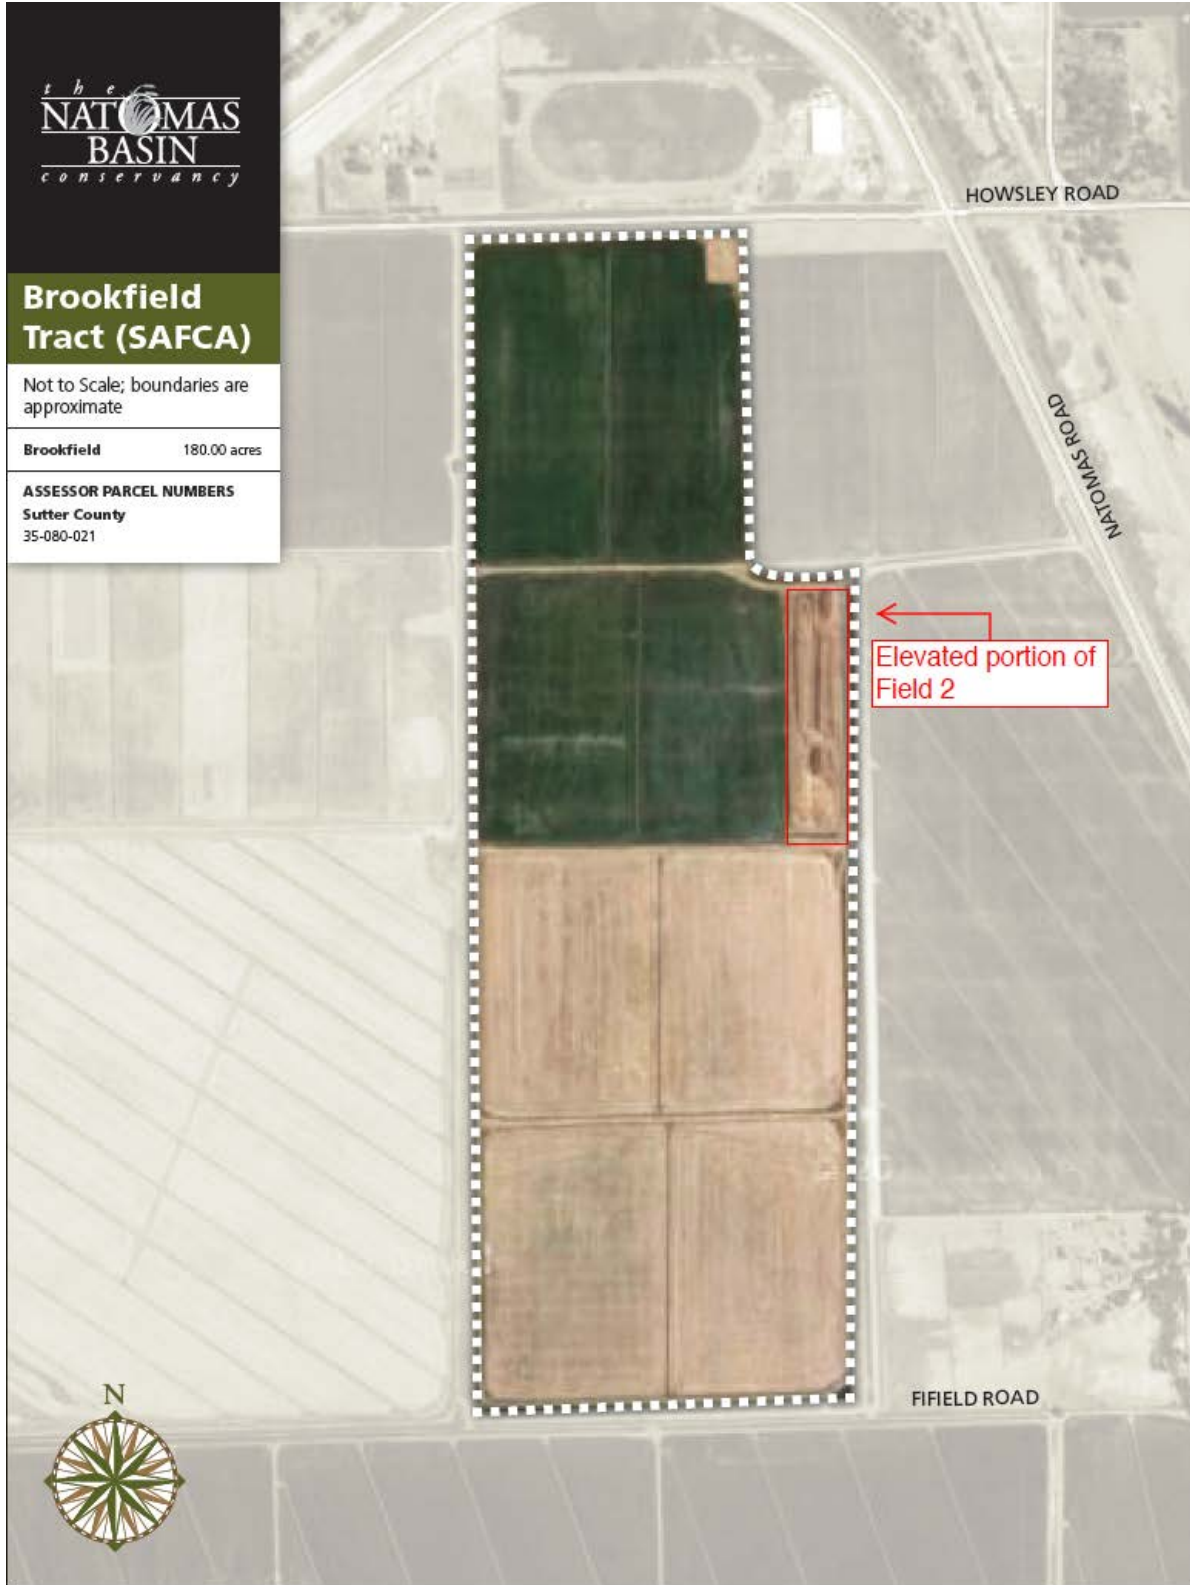 the
NATOMAS
BASIN
conservancy
Brookfield
Tract (SAFCA)
Not to Scale; boundaries are
approximate
Brookfield 180.00 acres
ASSESSOR PARCEL NUMBERS
Sutter County
35-080-021
HOWSLEY ROAD
NATOMAS ROAD
Elevated portion of
Field 2
FIFIELD ROAD
N